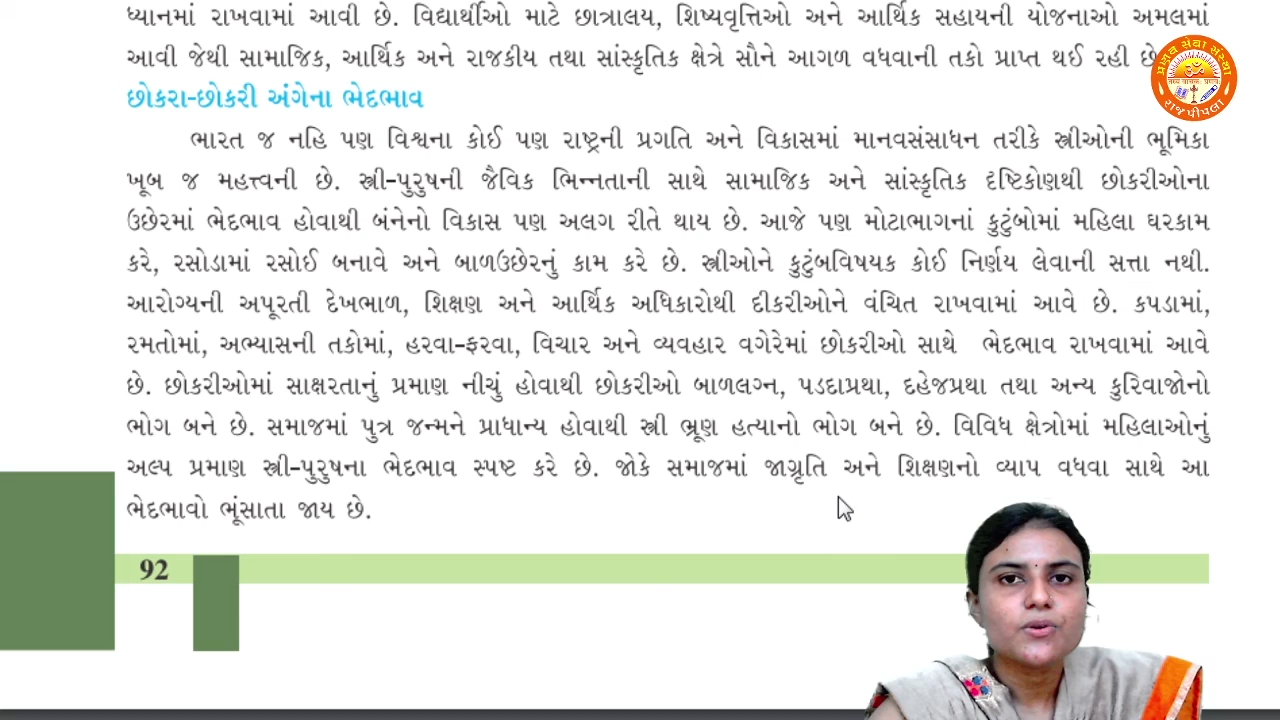 ધ્યાનમાં રાખવામાં આવી છે. વિદ્યાર્થીઓ માટે છાત્રાલય, શિષ્યવૃત્તિઓ અને આર્થિક સહાયની યોજનાઓ અમલમાં
આવી જેથી સામાજિક, આર્થિક અને રાજકીય તથા સાંસ્કૃતિક ક્ષેત્રે સૌને આગળ વધવાની તકો પ્રાપ્ત થઈ રહી છે
પ્રણવ સેવા સંસ્થા
ॐ
तस्य वाचकः प्रणवः
રાજપીપલા
છોકરા-છોકરી અંગેના ભેદભાવ
ભારત જ નહિ પણ વિશ્વના કોઈ પણ રાષ્ટ્રની પ્રગતિ અને વિકાસમાં માનવસંસાધન તરીકે સ્ત્રીઓની ભૂમિકા
ખૂબ જ મહત્ત્વની છે. સ્ત્રી-પુરુષની જૈવિક ભિન્નતાની સાથે સામાજિક અને સાંસ્કૃતિક દૃષ્ટિકોણથી છોકરીઓના
ઉછેરમાં ભેદભાવ હોવાથી બંનેનો વિકાસ પણ અલગ રીતે થાય છે. આજે પણ મોટાભાગનાં કુટુંબોમાં મહિલા ઘરકામ
કરે, રસોડામાં રસોઈ બનાવે અને બાળઉછેરનું કામ કરે છે. સ્ત્રીઓને કુટુંબવિષયક કોઈ નિર્ણય લેવાની સત્તા નથી.
આરોગ્યની અપૂરતી દેખભાળ, શિક્ષણ અને આર્થિક અધિકારોથી દીકરીઓને વંચિત રાખવામાં આવે છે. કપડામાં,
રમતોમાં, અભ્યાસની તકોમાં, હરવા-ફરવા, વિચાર અને વ્યવહાર વગેરેમાં છોકરીઓ સાથે ભેદભાવ રાખવામાં આવે
છે. છોકરીઓમાં સાક્ષરતાનું પ્રમાણ નીચું હોવાથી છોકરીઓ બાળલગ્ન, પડદાપ્રથા, દહેજપ્રથા તથા અન્ય કુરિવાજોનો
ભોગ બને છે. સમાજમાં પુત્ર જન્મને પ્રાધાન્ય હોવાથી સ્ત્રી ભ્રૂણ હત્યાનો ભોગ બને છે. વિવિધ ક્ષેત્રોમાં મહિલાઓનું
અલ્પ પ્રમાણ સ્ત્રી-પુરુષના ભેદભાવ સ્પષ્ટ કરે છે. જોકે સમાજમાં જાગ્રૃતિ અને શિક્ષણનો વ્યાપ વધવા સાથે આ
ભેદભાવો ભૂંસાતા જાય છે.
92